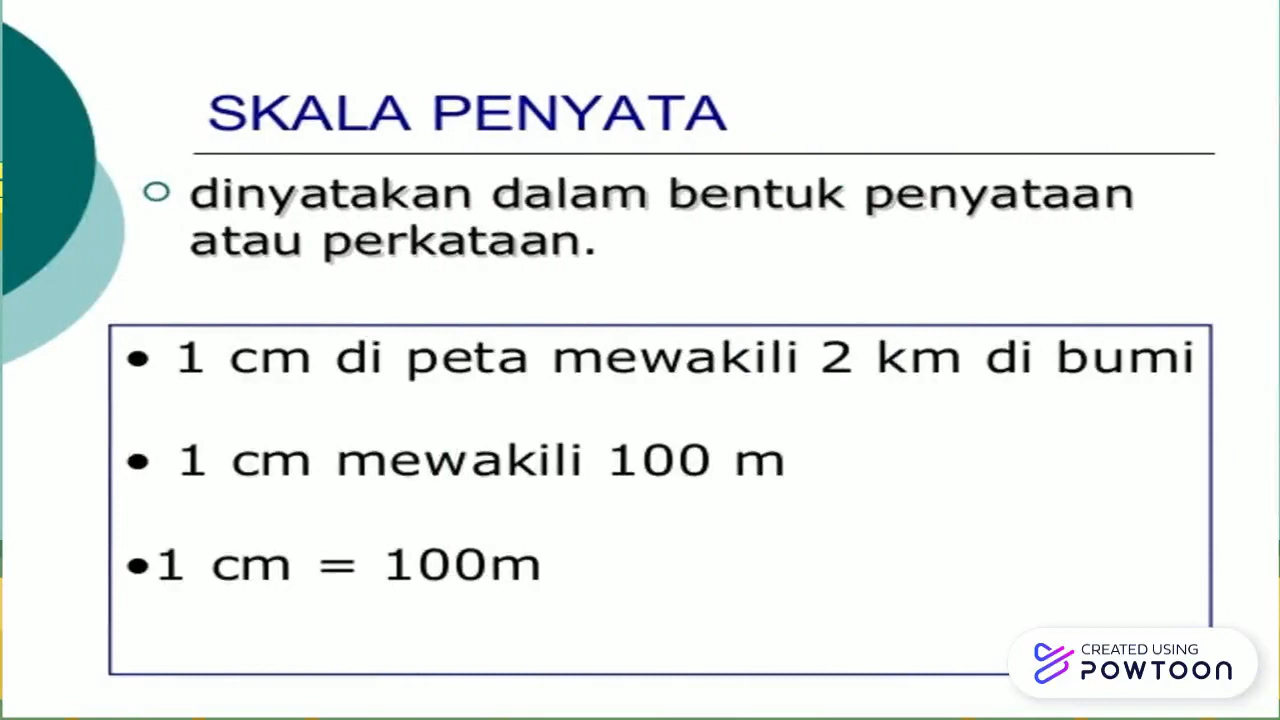 SKALA PENYATA
dinyatakan dalam bentuk penyataan
atau perkataan.
• 1 cm di peta mewakili 2 km di bumi
• 1 cm mewakili 100 m
•1 cm = 100m
CREATED USING
POWTOON